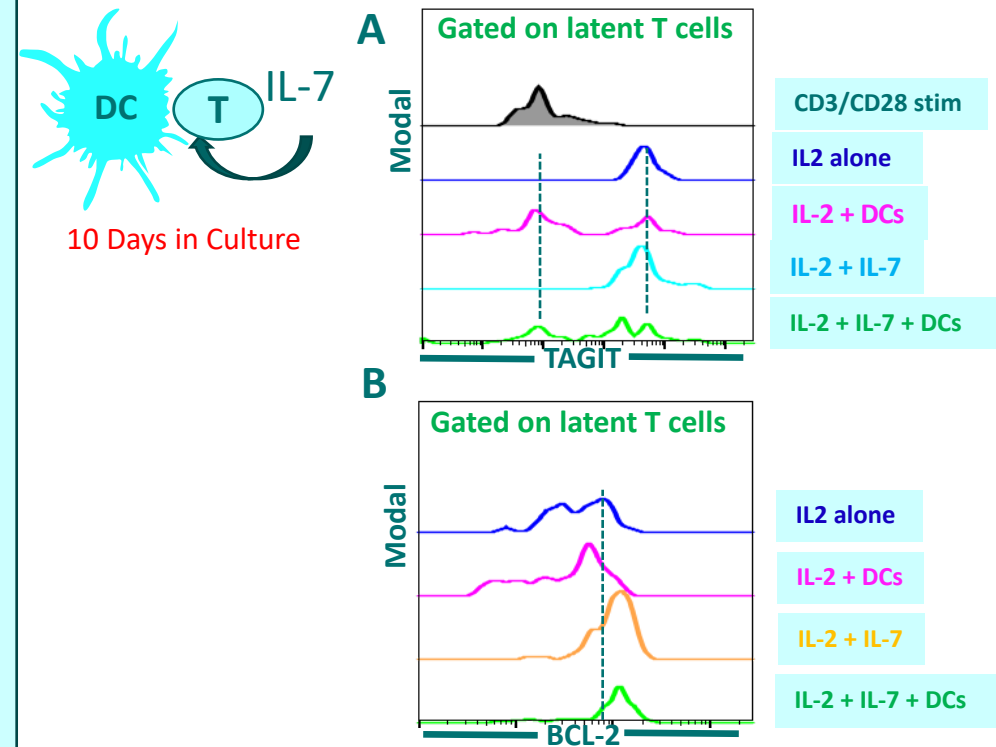 DC
T
IL-7
10 Days in Culture
A
Gated on latent T cells
Modal
TAGIT
CD3/CD28 stim
IL2 alone
IL-2 + DCs
IL-2 + IL-7
IL-2 + IL-7 + DCs
B
Gated on latent T cells
Modal
BCL-2
IL2 alone
IL-2 + DCs
IL-2 + IL-7
IL-2 + IL-7 + DCs